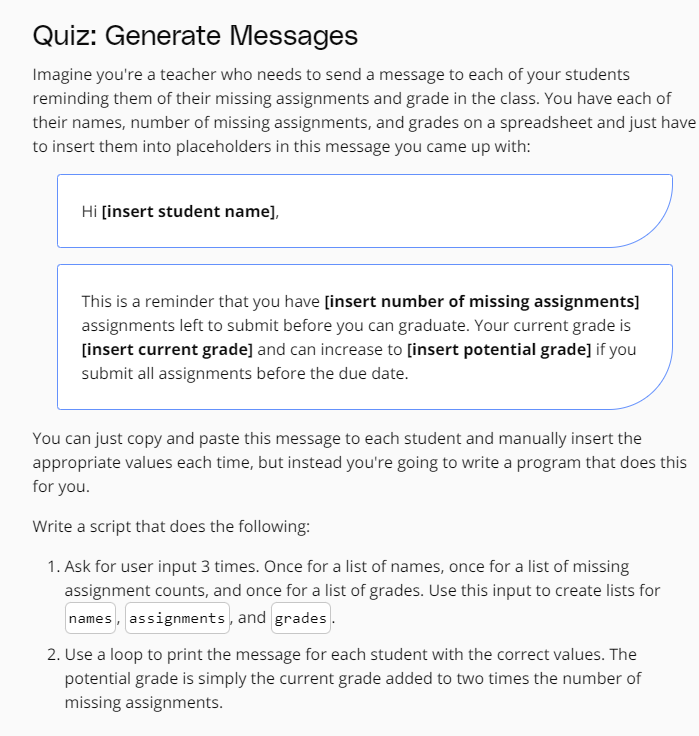 Quiz: Generate Messages
Imagine you're a teacher who needs to send a message to each of your students
reminding them of their missing assignments and grade in the class. You have each of
their names, number of missing assignments, and grades on a spreadsheet and just have
to insert them into placeholders in this message you came up with:
Hi [insert student name],
This is a reminder that you have [insert number of missing assignments]
assignments left to submit before you can graduate. Your current grade is
[insert current grade] and can increase to [insert potential grade] if you
submit all assignments before the due date.
You can just copy and paste this message to each student and manually insert the
appropriate values each time, but instead you're going to write a program that does this
for you.
Write a script that does the following:
1. Ask for user input 3 times. Once for a list of names, once for a list of missing
assignment counts, and once for a list of grades. Use this input to create lists for
names, assignments, and grades.
2. Use a loop to print the message for each student with the correct values. The
potential grade is simply the current grade added to two times the number of
missing assignments.